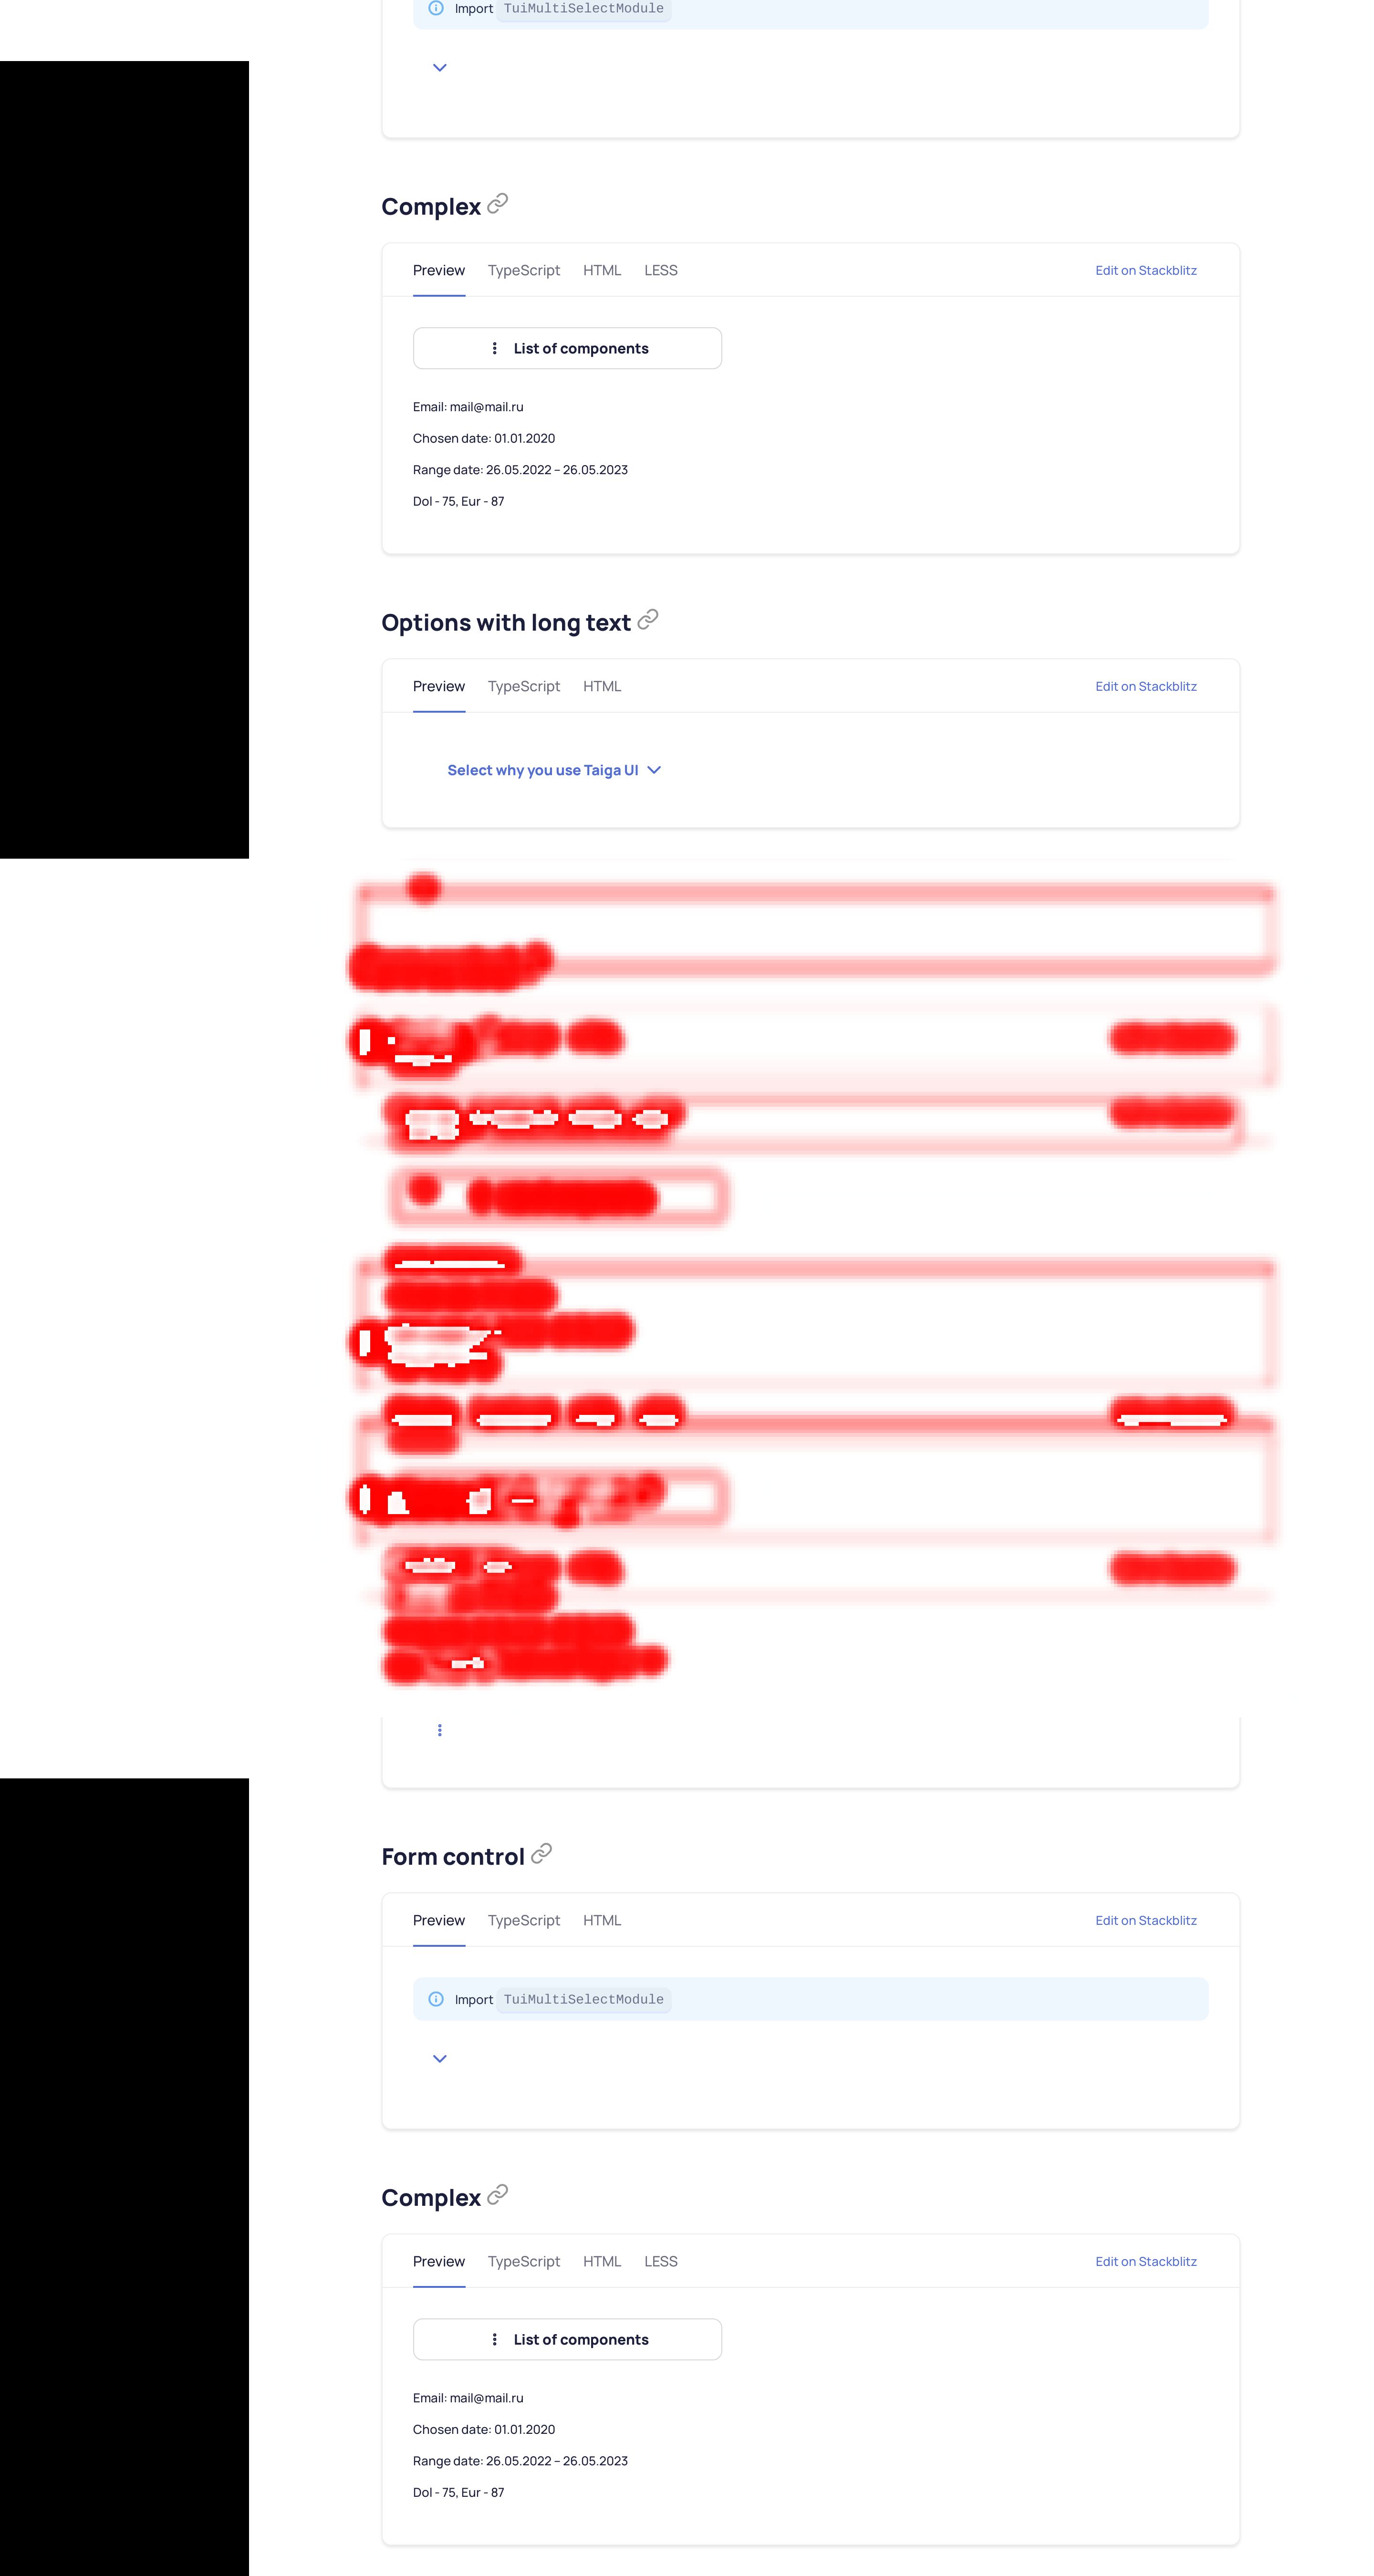 Import TuiMultiSelectModule
Complex
Preview TypeScript HTML LESS Edit on Stackblitz
List of components
Email: mail@mail.ru
Chosen date: 01.01.2020
Range date: 26.05.2022 – 26.05.2023
Dol - 75, Eur - 87
Options with long text
Preview TypeScript HTML Edit on Stackblitz
Select why you use Taiga UI
Form control
Preview TypeScript HTML Edit on Stackblitz
Import TuiMultiSelectModule
Complex
Preview TypeScript HTML LESS Edit on Stackblitz
List of components
Email: mail@mail.ru
Chosen date: 01.01.2020
Range date: 26.05.2022 – 26.05.2023
Dol - 75, Eur - 87